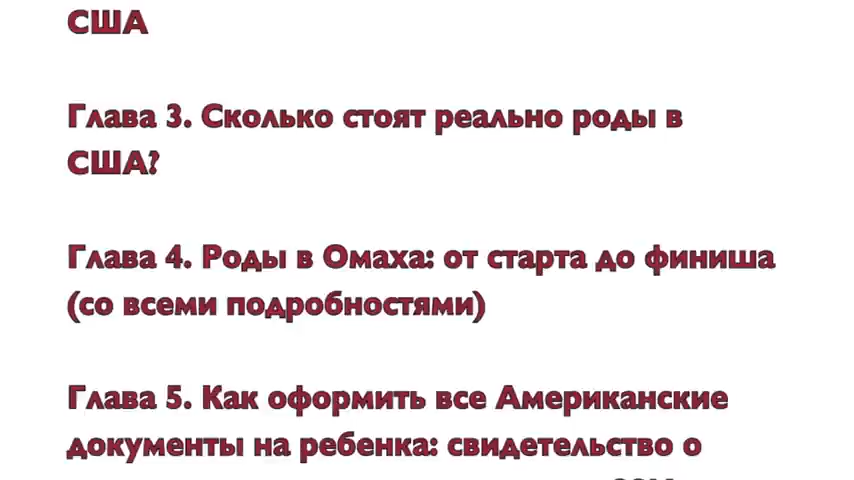 США
Глава 3. Сколько стоят реально роды в
США?
Глава 4. Роды в Омаха: от старта до финиша
(со всеми подробностями)
Глава 5. Как оформить все Американские
документы на ребенка: свидетельство о